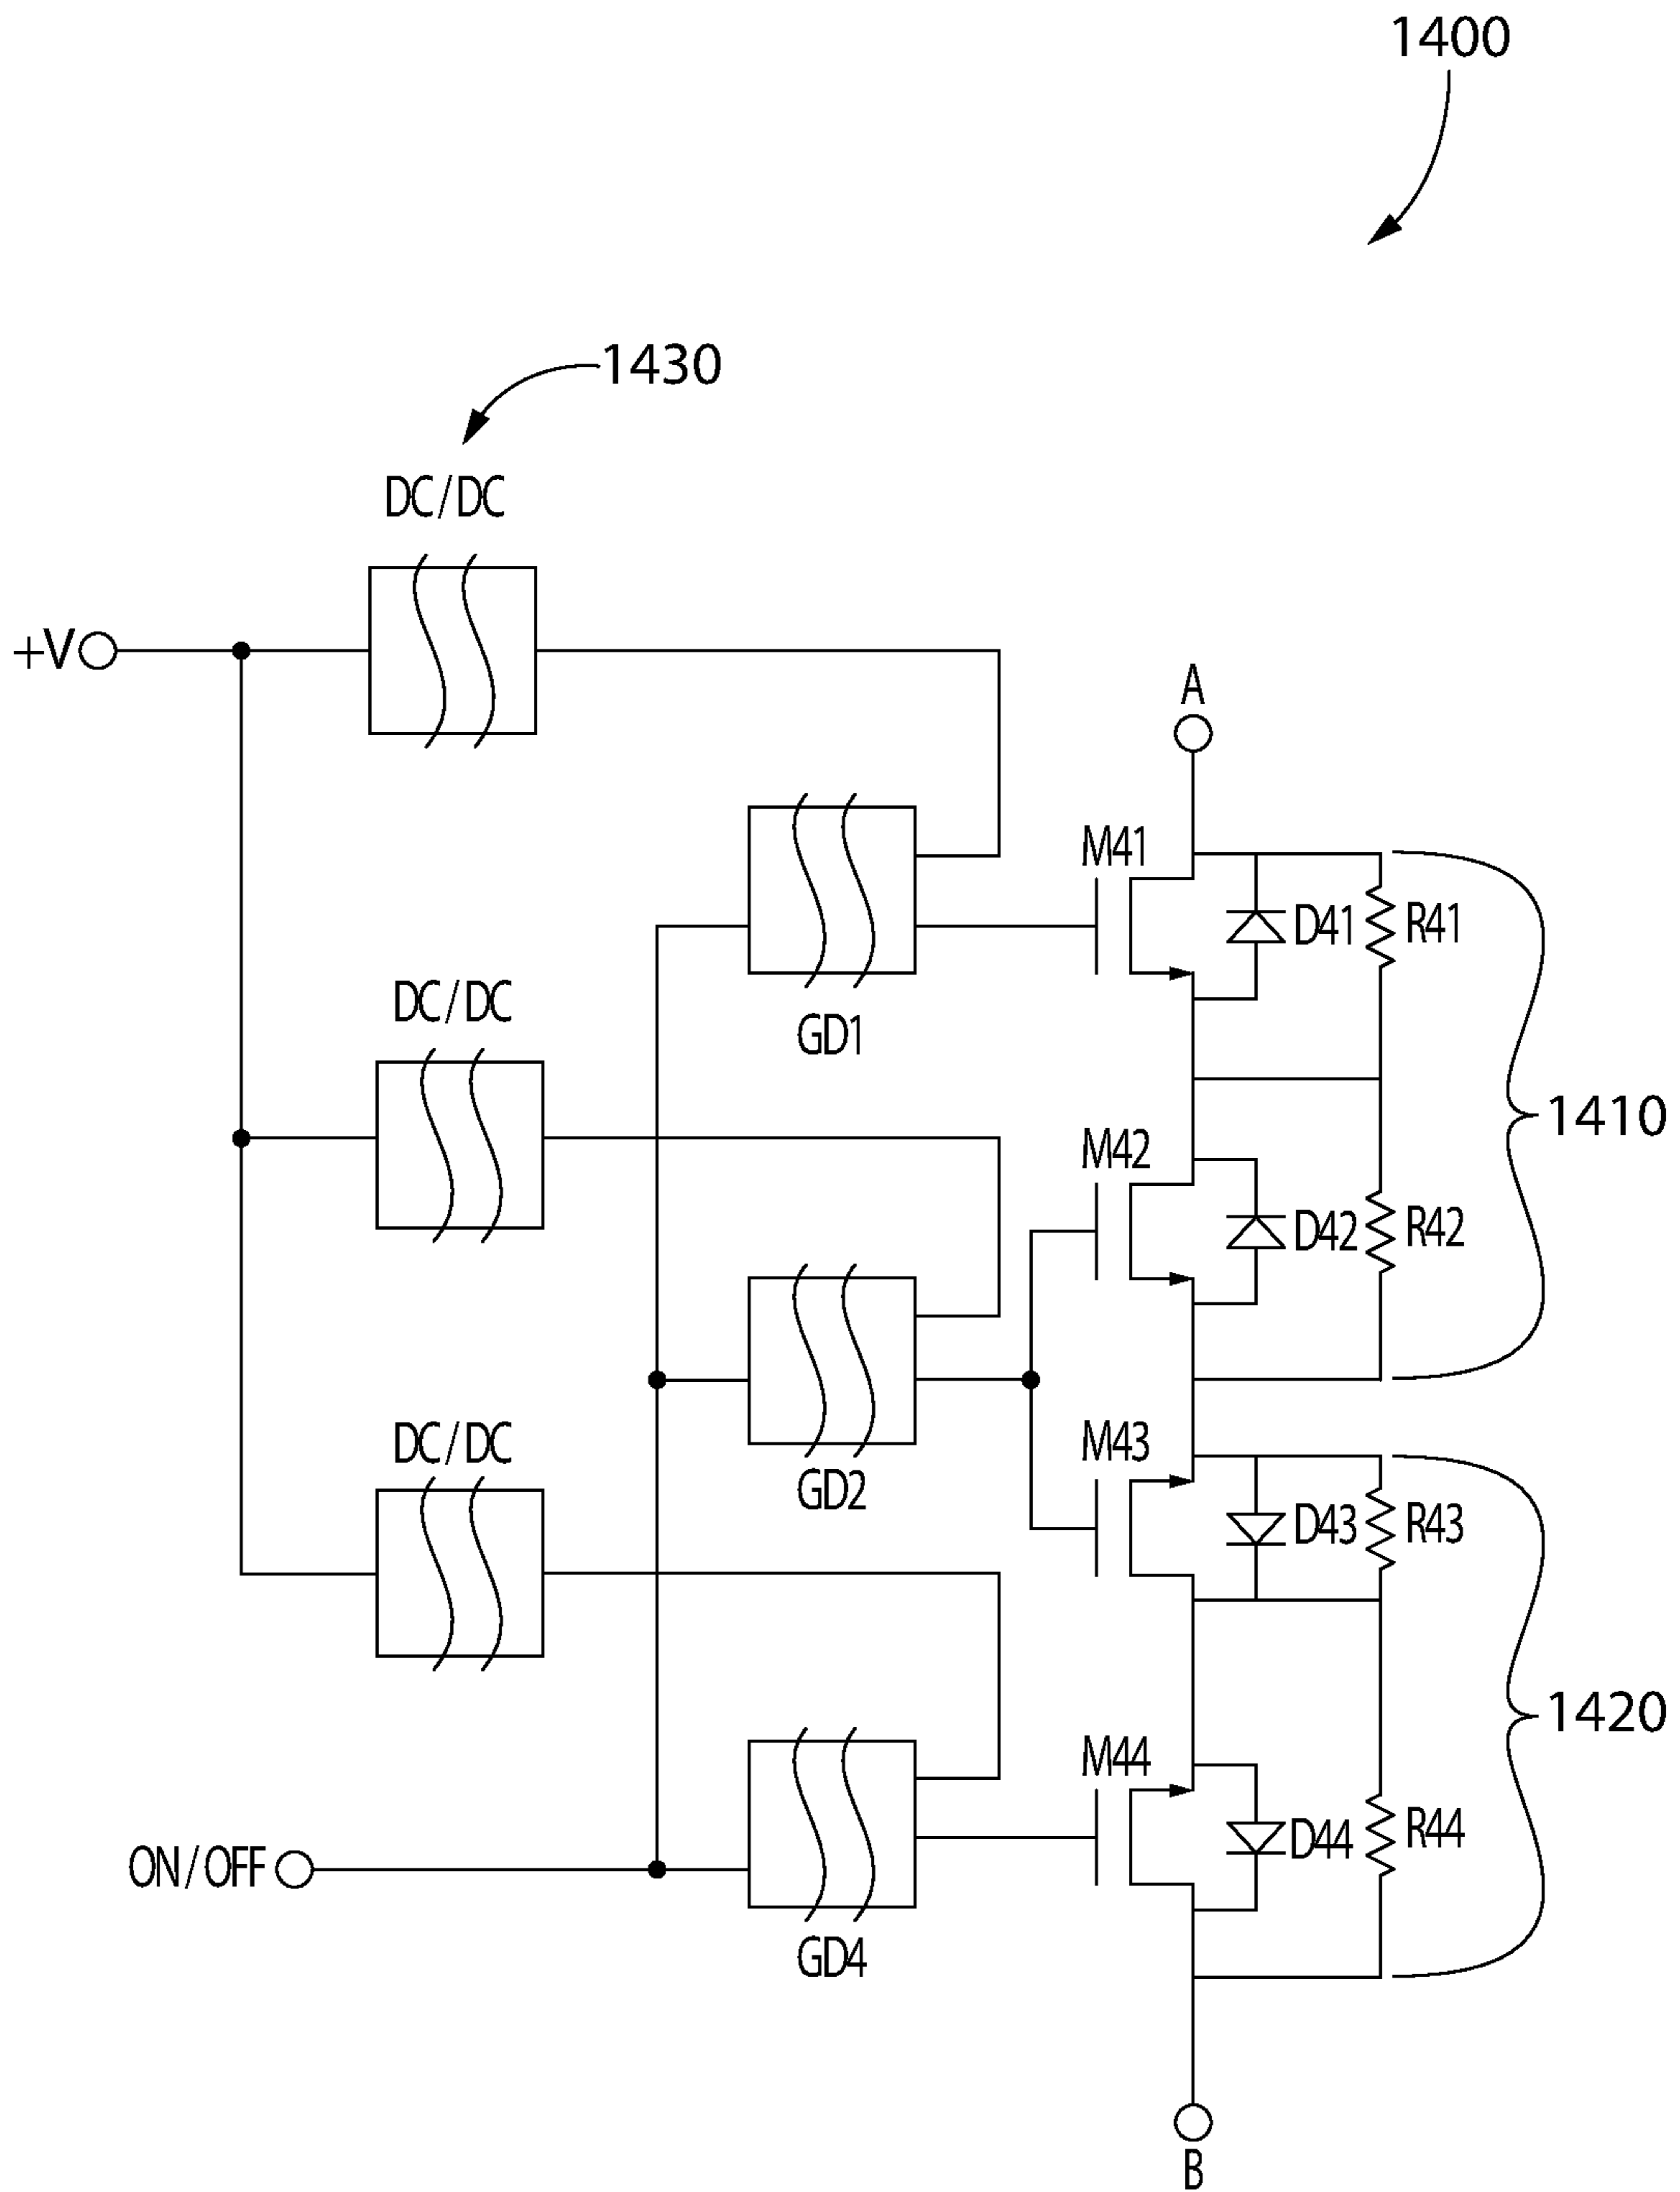 1400
1430
DC/DC
+V
A
M41
D41
R41
GD1
DC/DC
1410
M42
D42
R42
DC/DC
M43
GD2
D43
R43
1420
M44
D44
R44
ON/OFF
GD4
B